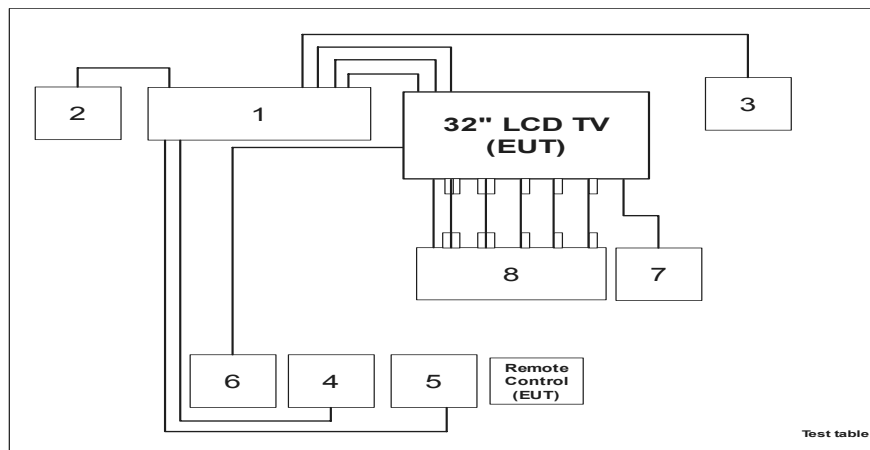 2
1
32" LCD TV
(EUT)
3
8
7
6
4
5
Remote
Control
(EUT)
Test table